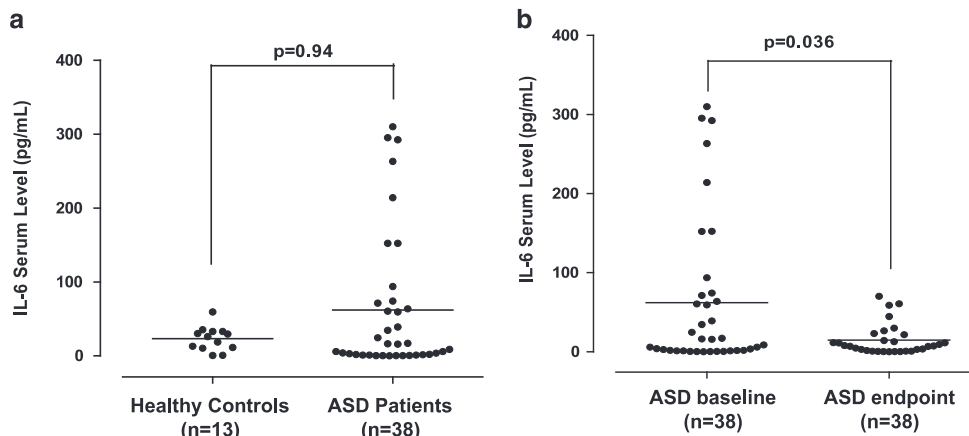 a
p=0.94
IL-6 Serum Level (pg/mL)
400
300
200
100
0
Healthy Controls
(n=13)
ASD Patients
(n=38)
b
p=0.036
IL-6 Serum Level (pg/mL)
400
300
200
100
0
ASD baseline
(n=38)
ASD endpoint
(n=38)